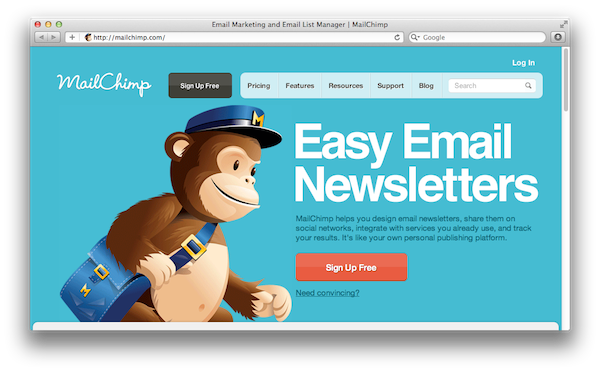 Email Marketing and Email List Manager | MailChimp
http://mailchimp.com/
Google
Log In
MailChimp
Sign Up Free
Pricing
Features
Resources
Support
Blog
Search
M
Easy Email
Newsletters
MailChimp helps you design email newsletters, share them on
social networks, integrate with services you already use, and track
your results. It's like your own personal publishing platform.
M
Sign Up Free
Need convincing?